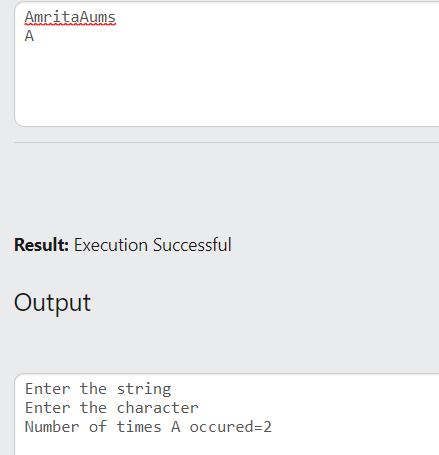 AmritaAums
A
Result: Execution Successful
Output
Enter the string
Enter the character
Number of times A occured=2